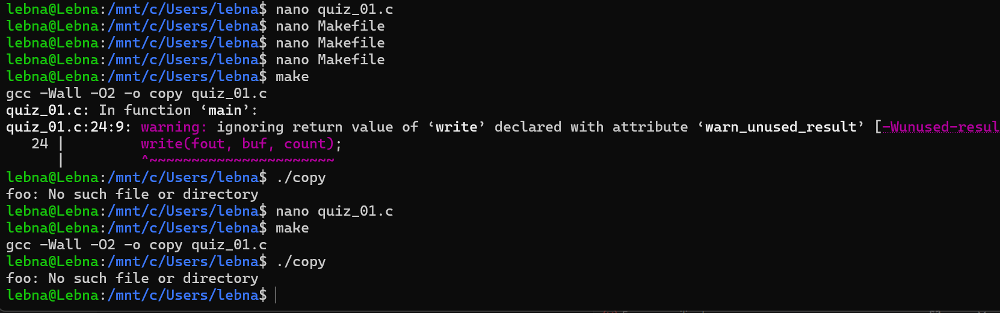 lebna@Lebna:/mnt/c/Users/lebna$ nano quiz_01.c
lebna@Lebna:/mnt/c/Users/lebna$ nano Makefile
lebna@Lebna:/mnt/c/Users/lebna$ nano Makefile
lebna@Lebna:/mnt/c/Users/lebna$ nano Makefile
lebna@Lebna:/mnt/c/Users/lebna$ make
gcc -Wall -O2 -o copy quiz_01.c
quiz_01.c: In function ‘main’:
quiz_01.c:24:9: warning: ignoring return value of ‘write’ declared with attribute ‘warn_unused_result’ [-Wunused-resul
   24 |         write(fout, buf, count);
      |         ^~~~~~~~~~~~~~~~~~~~~~~
lebna@Lebna:/mnt/c/Users/lebna$ ./copy
foo: No such file or directory
lebna@Lebna:/mnt/c/Users/lebna$ nano quiz_01.c
lebna@Lebna:/mnt/c/Users/lebna$ make
gcc -Wall -O2 -o copy quiz_01.c
lebna@Lebna:/mnt/c/Users/lebna$ ./copy
foo: No such file or directory
lebna@Lebna:/mnt/c/Users/lebna$